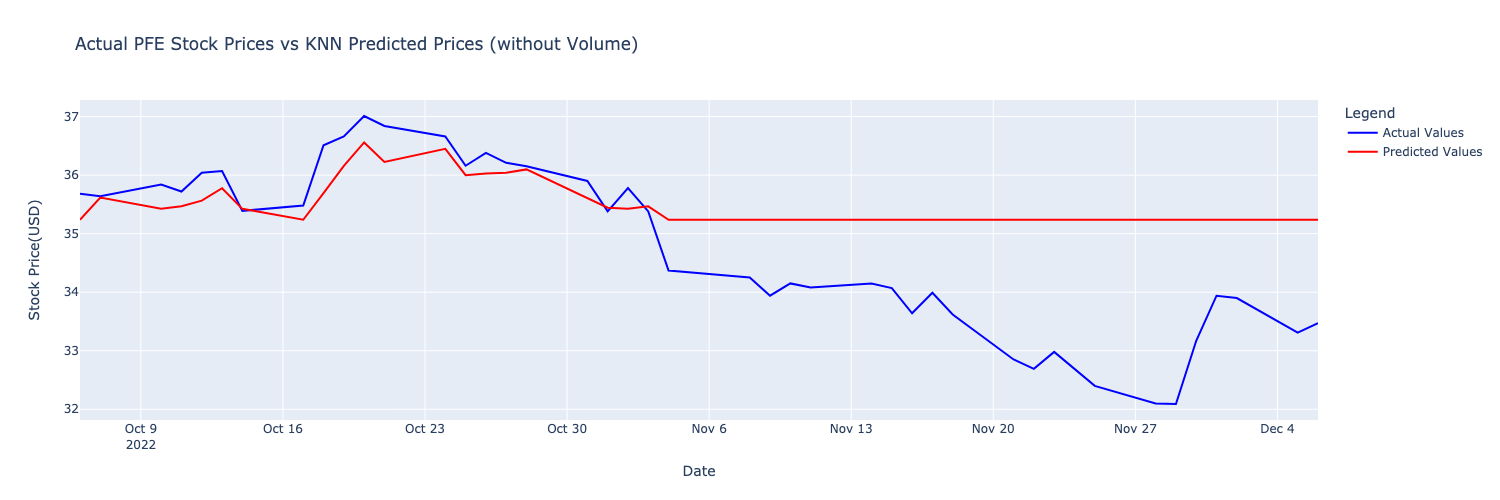 Actual PFE Stock Prices vs KNN Predicted Prices (without Volume)
Legend
Actual Values
Predicted Values
Stock Price(USD)
37
36
35
34
33
32
Oct 9
2022
Oct 16
Oct 23
Oct 30
Nov 6
Nov 13
Nov 20
Nov 27
Dec 4
Date